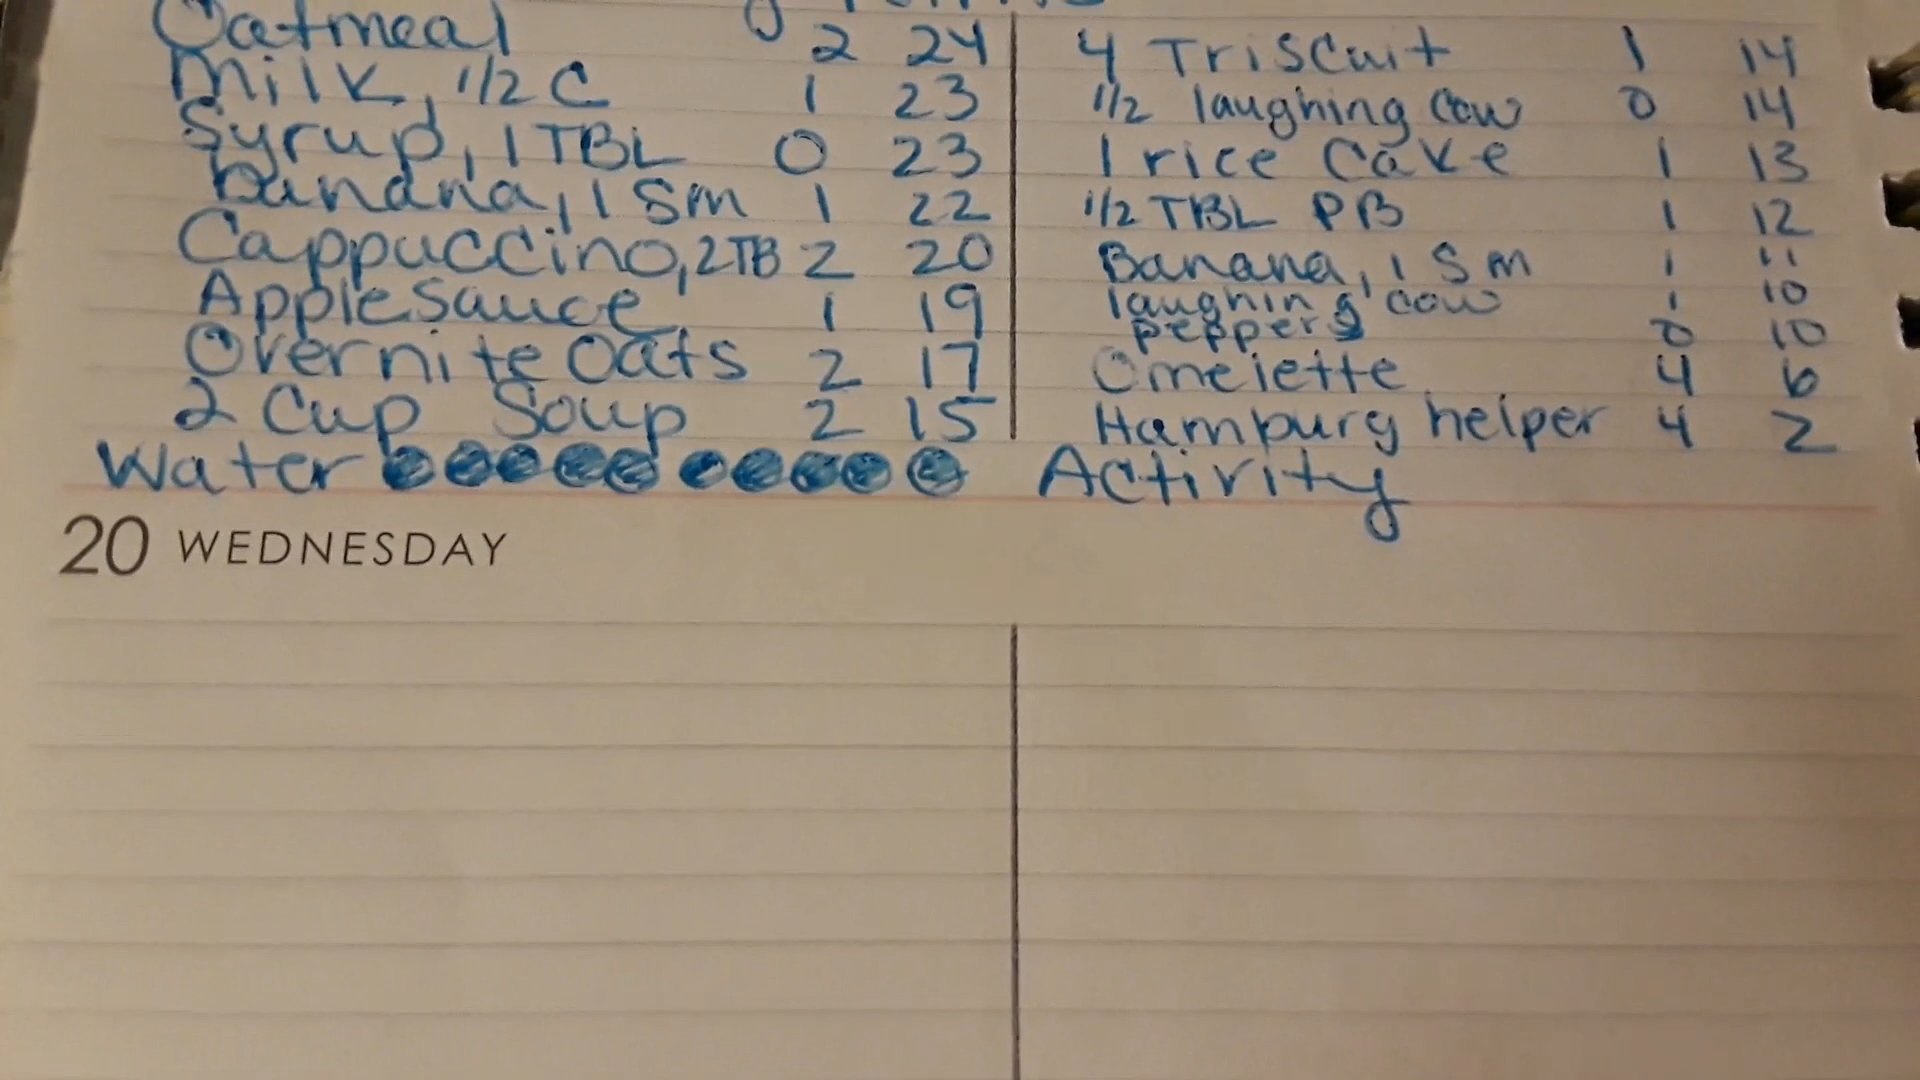 Oatmeal 2 24
Milk, 1/2 C 1 23
Syrup, 1 TBL 0 23
banana, 1 Sm 1 22
Cappuccino, 2TB 2 20
Applesauce 1 19
Overnite Oats 2 17
2 Cup Soup 2 15
4 Triscuit 1 14
1/2 laughing cow 0 14
1 rice cake 1 13
1/2 TBL PB 1 12
Banana, 1 Sm 1 11
laughing cow 1 10
peppers 0 10
Omelette 4 6
Hamburg helper 4 2
Water
Activity
20 WEDNESDAY